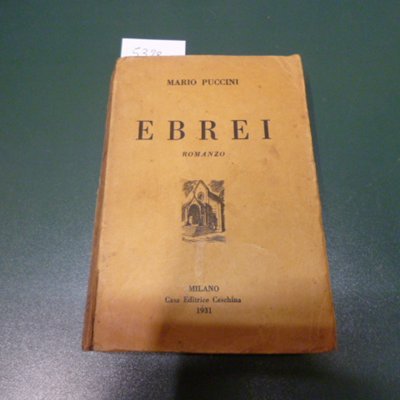 MARIO PUCCINI
EBREI
ROMANZO
MILANO
Casa Editrice Ceschina
1931